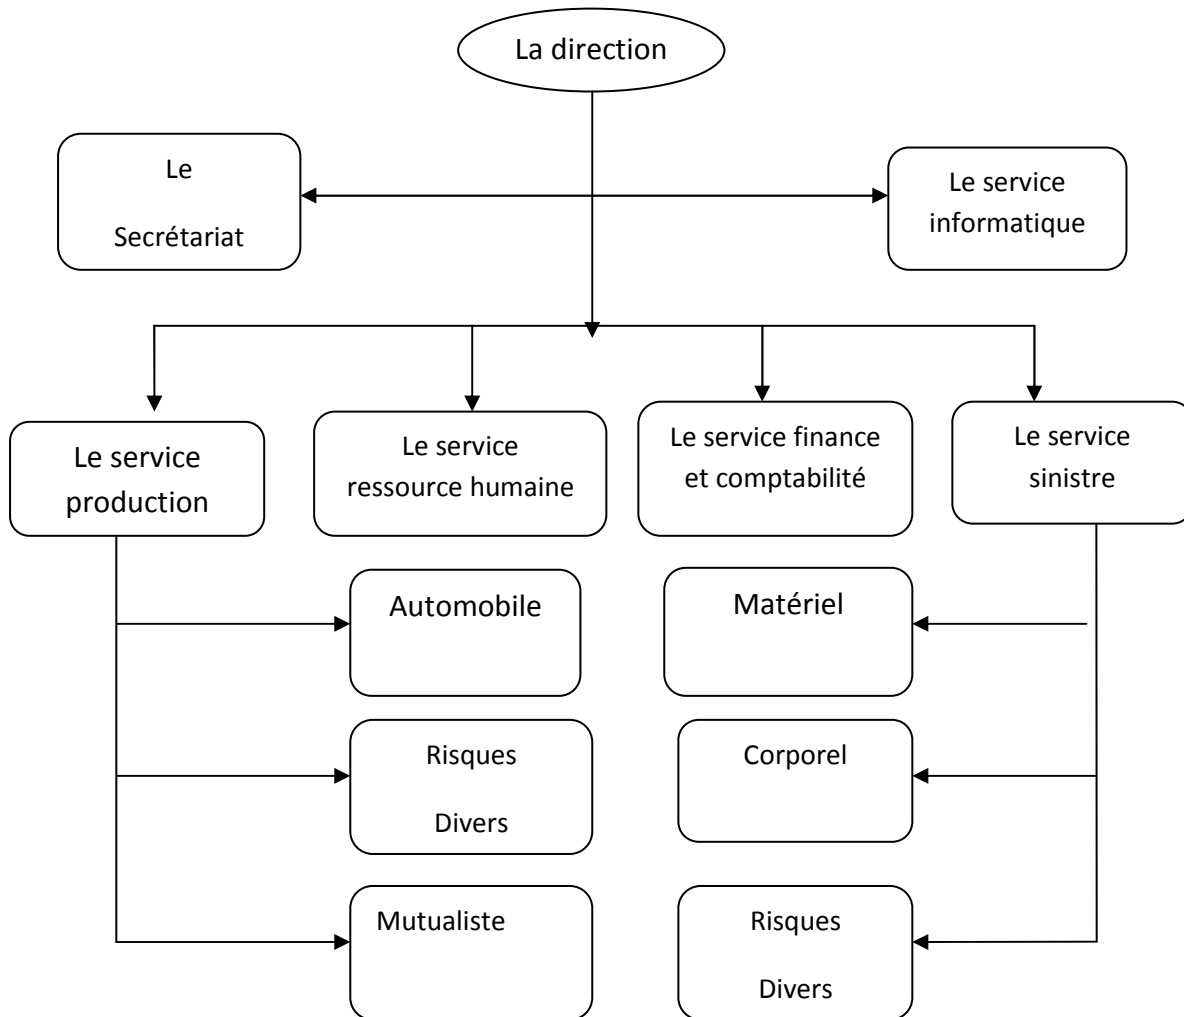 La direction
Le
Secrétariat
Le service
informatique
Le service
production
Le service
ressource humaine
Le service finance
et comptabilité
Le service
sinistre
Automobile
Matériel
Risques
Divers
Corporel
Mutualiste
Risques
Divers